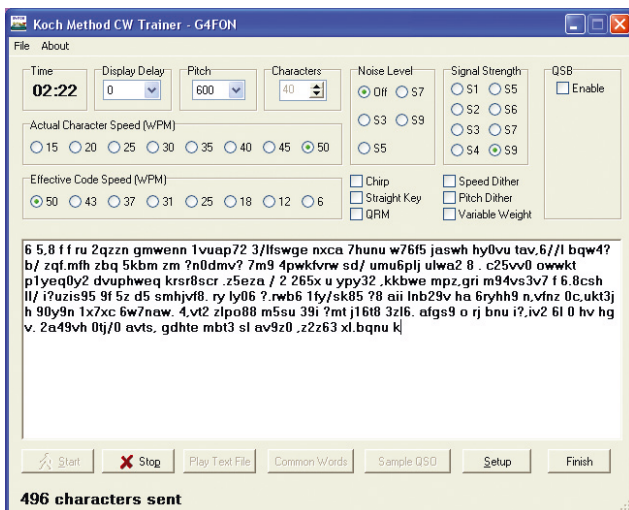 Koch Method CW Trainer - G4FON
File About
Time
02:22
Display Delay
0
Pitch
600
Characters
40
Noise Level
Off S7
S3 S9
S5
Signal Strength
S1 S5
S2 S6
S3 S7
S4 S9
QSB
Enable
Actual Character Speed (WPM)
15 20 25 30 35 40 45 50
Effective Code Speed (WPM)
50 43 37 31 25 18 12 6
Chirp
Straight Key
QRM
Speed Dither
Pitch Dither
Variable Weight
6 5,8 f f ru 2qzzn gmwenn 1vuap72 3/lfswge nxca 7hunu w76f5 jaswh hy0vu tav,6//l bqw4?
b/ zqf.mfh zbq 5kbm zm ?n0dmv? 7m9 4pwkfvrw sd/ umu6plj ulwa2 8 . c25vv0 owwkt
p1yeq0y2 dvuphweq krsr8scr .z5eza / 2 265x u ypy32 ,kkbwe mpz,gri m94vs3v7 f 6.8csh
ll/ i?uzis95 9f 5z d5 smhjvf8. ry ly06 ?.rwb6 1fy/sk85 ?8 aii lnb29v ha 6ryhh9 n,vfnz 0c,ukt3j
h 90y9n 1x7xc 6w7naw. 4,vt2 zlpo88 m5su 39i ?mt j16t8 3zl6. afgs9 o rj bnu i?,iv2 6l 0 hv hg
v. 2a49vh 0tj/0 avts, gdhte mbt3 sl av9z0 ,z2z63 xl.bqnu k
Start
Stop
Play Text File
Common Words
Sample QSO
Setup
Finish
496 characters sent